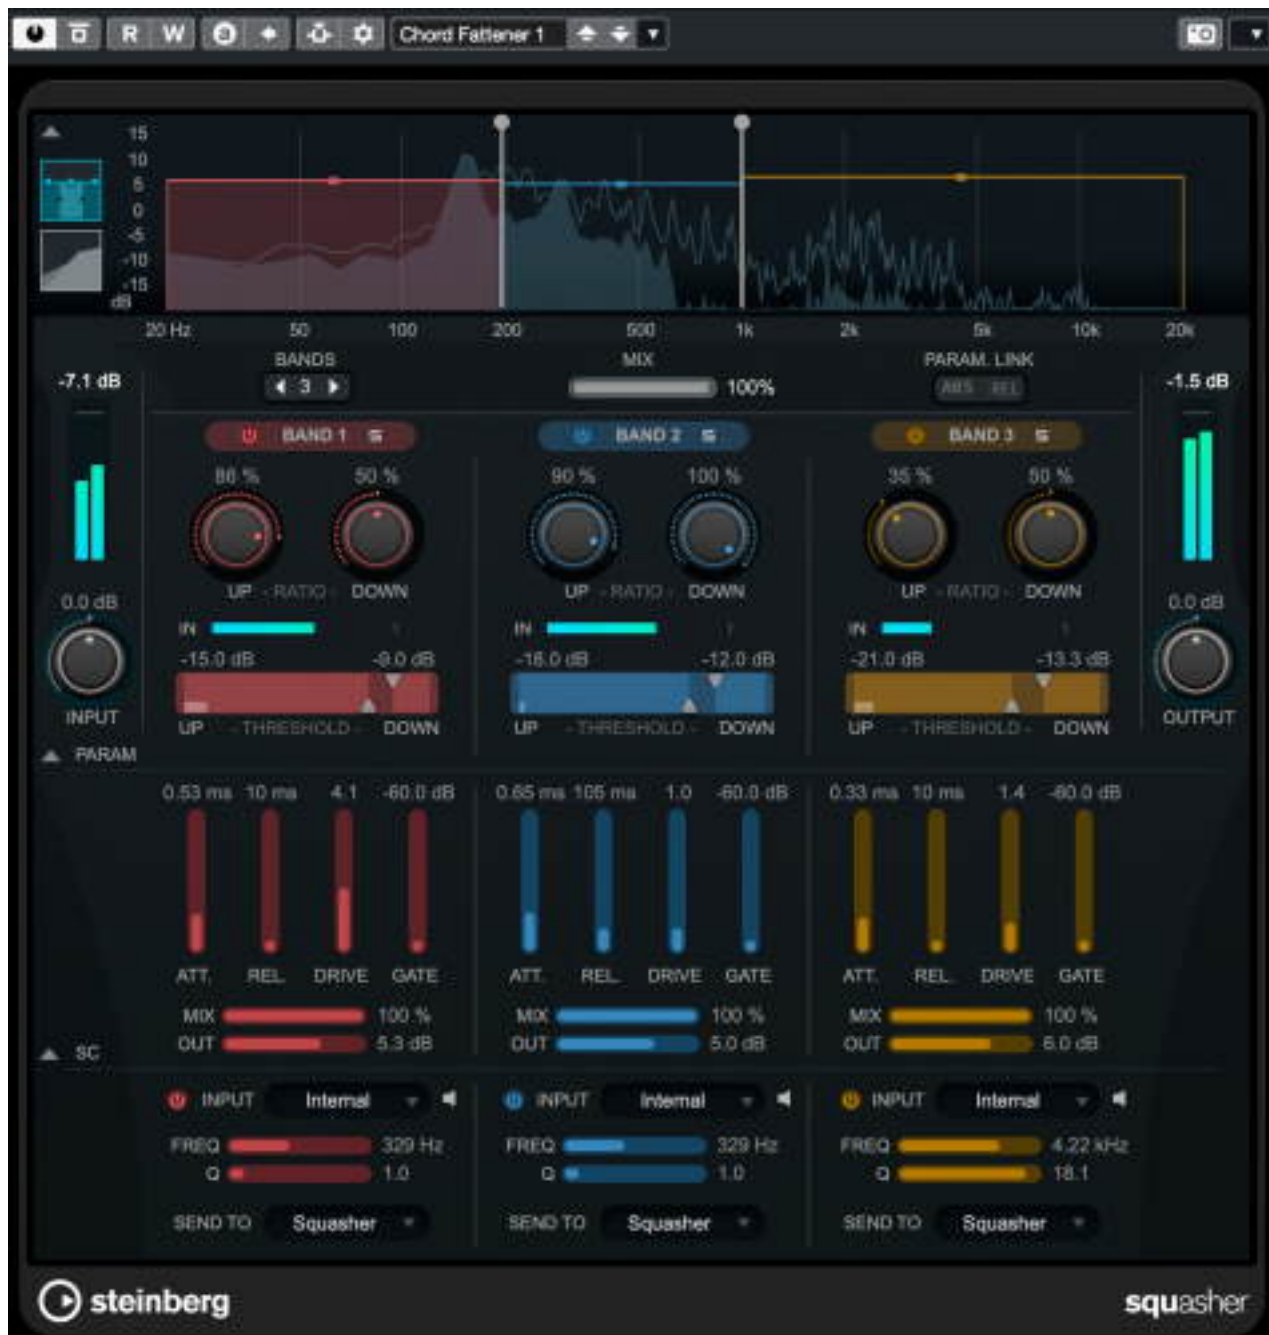 R W Chord Fattener 1
15
10
5
0
-5
-10
-15
dB
20 Hz 50 100 200 500 1k 2k 5k 10k 20k
BANDS MIX PARAM. LINK
-7.1 dB 3 100% ABS REL -1.5 dB
BAND 1 S BAND 2 S BAND 3 S
86 % 50 % 90 % 100 % 35 % 50 %
UP - RATIO - DOWN UP - RATIO - DOWN UP - RATIO - DOWN
0.0 dB 0.0 dB
IN IN IN
-15.0 dB -9.0 dB -16.0 dB -12.0 dB -21.0 dB -13.3 dB
INPUT OUTPUT
UP - THRESHOLD - DOWN UP - THRESHOLD - DOWN UP - THRESHOLD - DOWN
PARAM
0.53 ms 10 ms 4.1 -60.0 dB 0.65 ms 105 ms 1.0 -60.0 dB 0.33 ms 10 ms 1.4 -60.0 dB
ATT. REL. DRIVE GATE ATT. REL. DRIVE GATE ATT. REL. DRIVE GATE
MIX 100 % MIX 100 % MIX 100 %
OUT 5.3 dB OUT 5.0 dB OUT 6.0 dB
SC
INPUT Internal INPUT Internal INPUT Internal
FREQ 329 Hz FREQ 329 Hz FREQ 4.22 kHz
Q 1.0 Q 1.0 Q 18.1
SEND TO Squasher SEND TO Squasher SEND TO Squasher
steinberg squasher